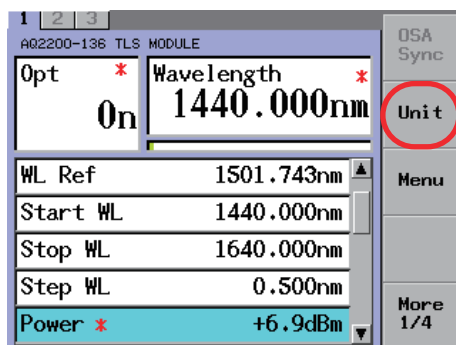 1 2 3
AQ2200-136 TLS MODULE
Opt *
On
Wavelength *
1440.000nm
WL Ref 1501.743nm
Start WL 1440.000nm
Stop WL 1640.000nm
Step WL 0.500nm
Power * +6.9dBm
OSA
Sync
Unit
Menu
More
1/4